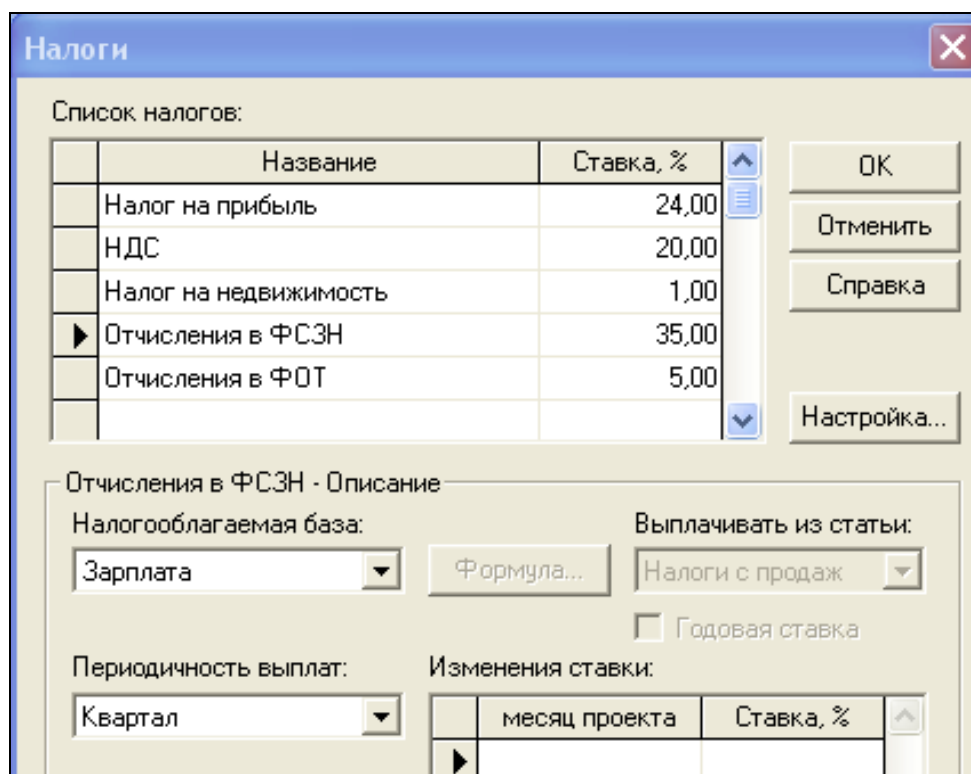 Налоги
Список налогов:
Название Ставка, %
Налог на прибыль 24,00
НДС 20,00
Налог на недвижимость 1,00
Отчисления в ФСЗН 35,00
Отчисления в ФОТ 5,00
ОК
Отменить
Справка
Настройка...
Отчисления в ФСЗН - Описание
Налогооблагаемая база:
Зарплата
Формула...
Выплачивать из статьи:
Налоги с продаж
Годовая ставка
Периодичность выплат:
Квартал
Изменения ставки:
месяц проекта Ставка, %